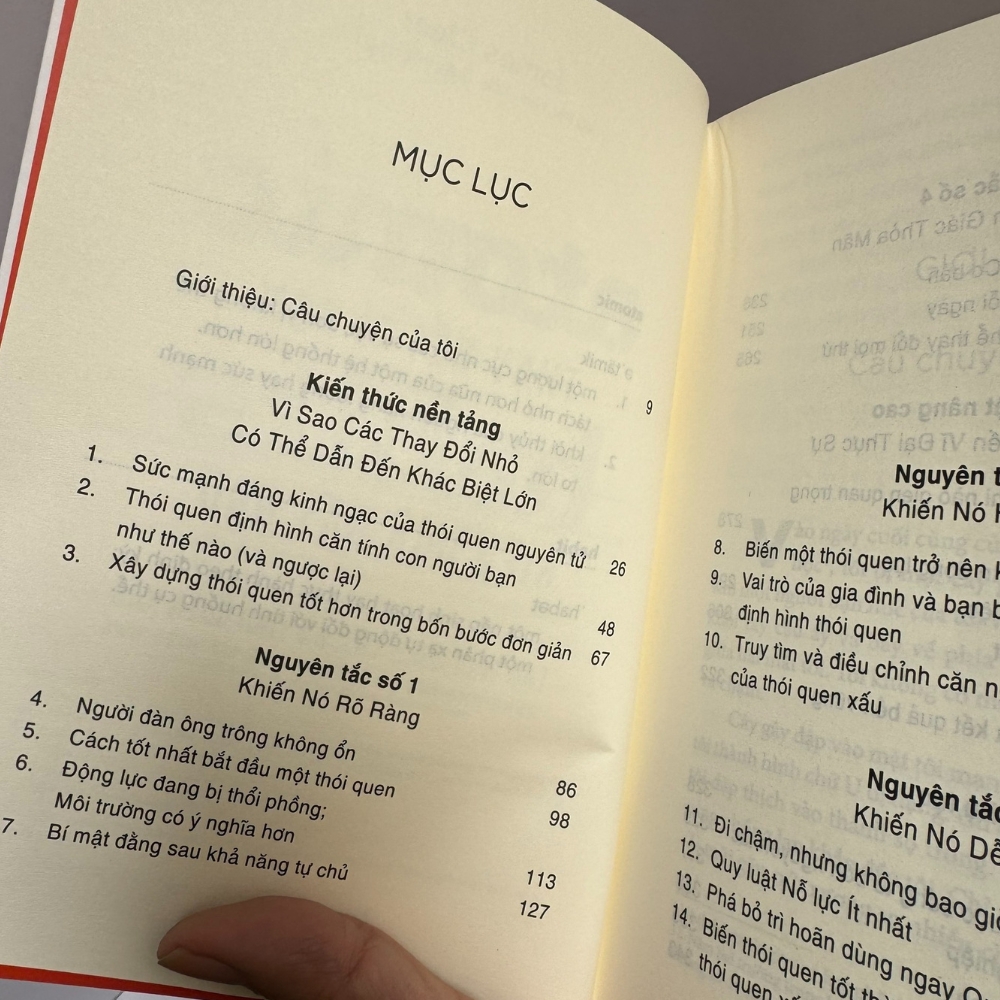 MỤC LỤC
Giới thiệu: Câu chuyện của tôi 9
Kiến thức nền tảng
Vì Sao Các Thay Đổi Nhỏ
Có Thể Dẫn Đến Khác Biệt Lớn
1. Sức mạnh đáng kinh ngạc của thói quen nguyên tử 26
2. Thói quen định hình căn tính con người bạn
như thế nào (và ngược lại) 48
3. Xây dựng thói quen tốt hơn trong bốn bước đơn giản 67
Nguyên tắc số 1
Khiến Nó Rõ Ràng
4. Người đàn ông trông không ổn 86
5. Cách tốt nhất bắt đầu một thói quen 98
6. Động lực đang bị thổi phồng;
Môi trường có ý nghĩa hơn 113
7. Bí mật đằng sau khả năng tự chủ 127
Nguyên
Khiến Nó
8. Biến một thói quen trở nên
9. Vai trò của gia đình và bạn
định hình thói quen
10. Truy tìm và điều chỉnh căn
của thói quen xấu
Nguyên tắc
Khiến Nó Dễ
11. Đi chậm, nhưng không bao giờ
12. Quy luật Nỗ lực Ít nhất
13. Phá bỏ trì hoãn dùng ngay
14. Biến thói quen tốt
thói quen